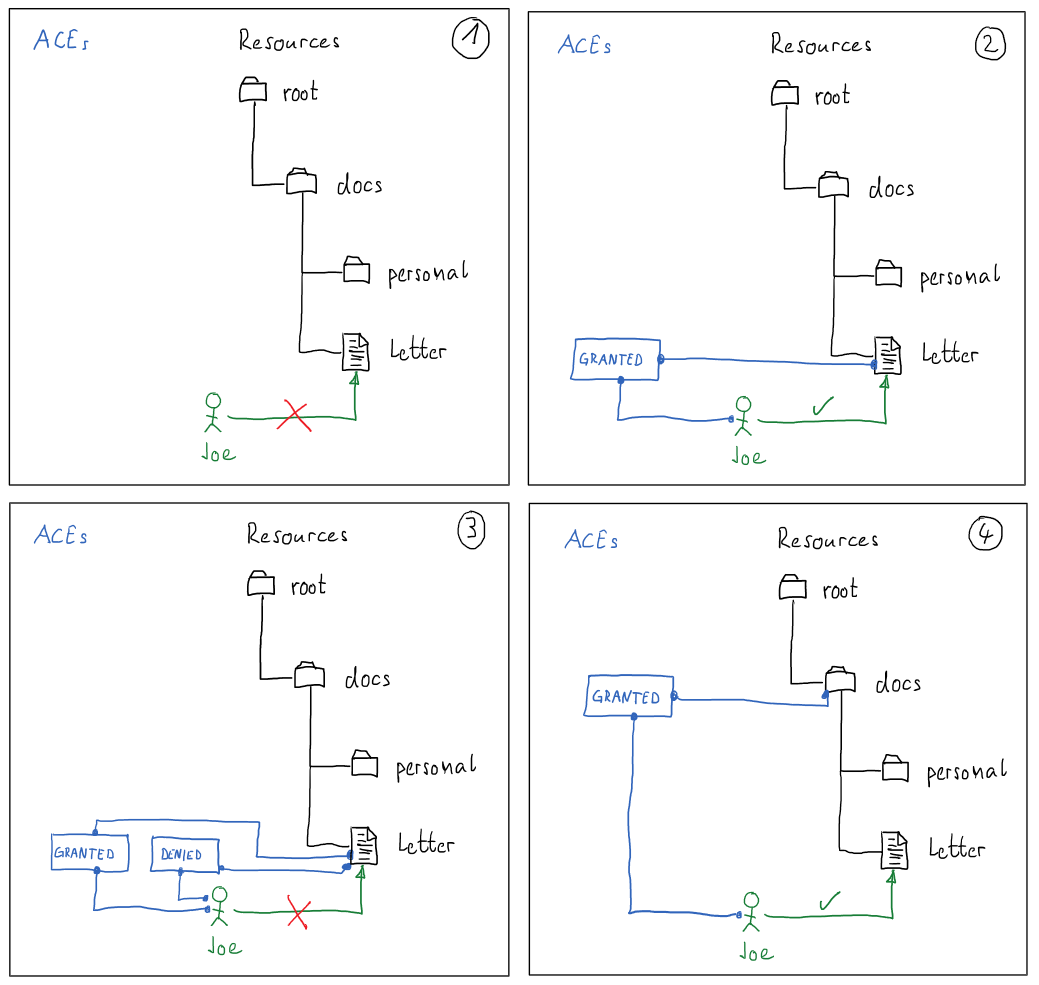 ACEs Resources 1
root
docs
personal
Letter
Joe
ACEs Resources 2
root
docs
personal
GRANTED Letter
Joe
ACEs Resources 3
root
docs
personal
GRANTED DENIED Letter
Joe
ACEs Resources 4
root
GRANTED docs
personal
Letter
Joe